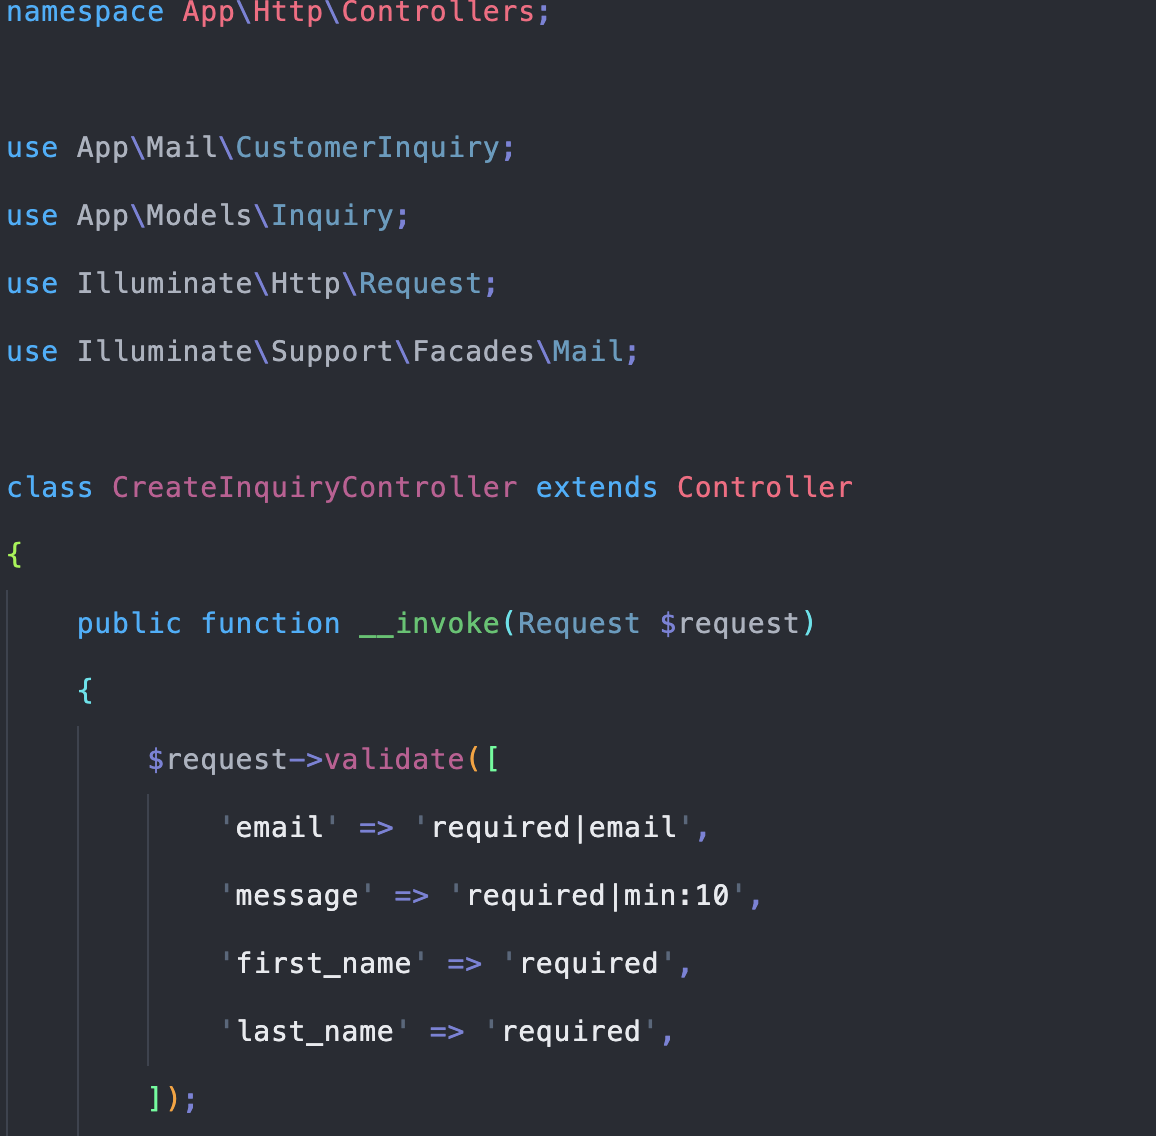 namespace App\Http\Controllers;
use App\Mail\CustomerInquiry;
use App\Models\Inquiry;
use Illuminate\Http\Request;
use Illuminate\Support\Facades\Mail;
class CreateInquiryController extends Controller
{
    public function __invoke(Request $request)
    {
        $request->validate([
            'email' => 'required|email',
            'message' => 'required|min:10',
            'first_name' => 'required',
            'last_name' => 'required',
        ]);